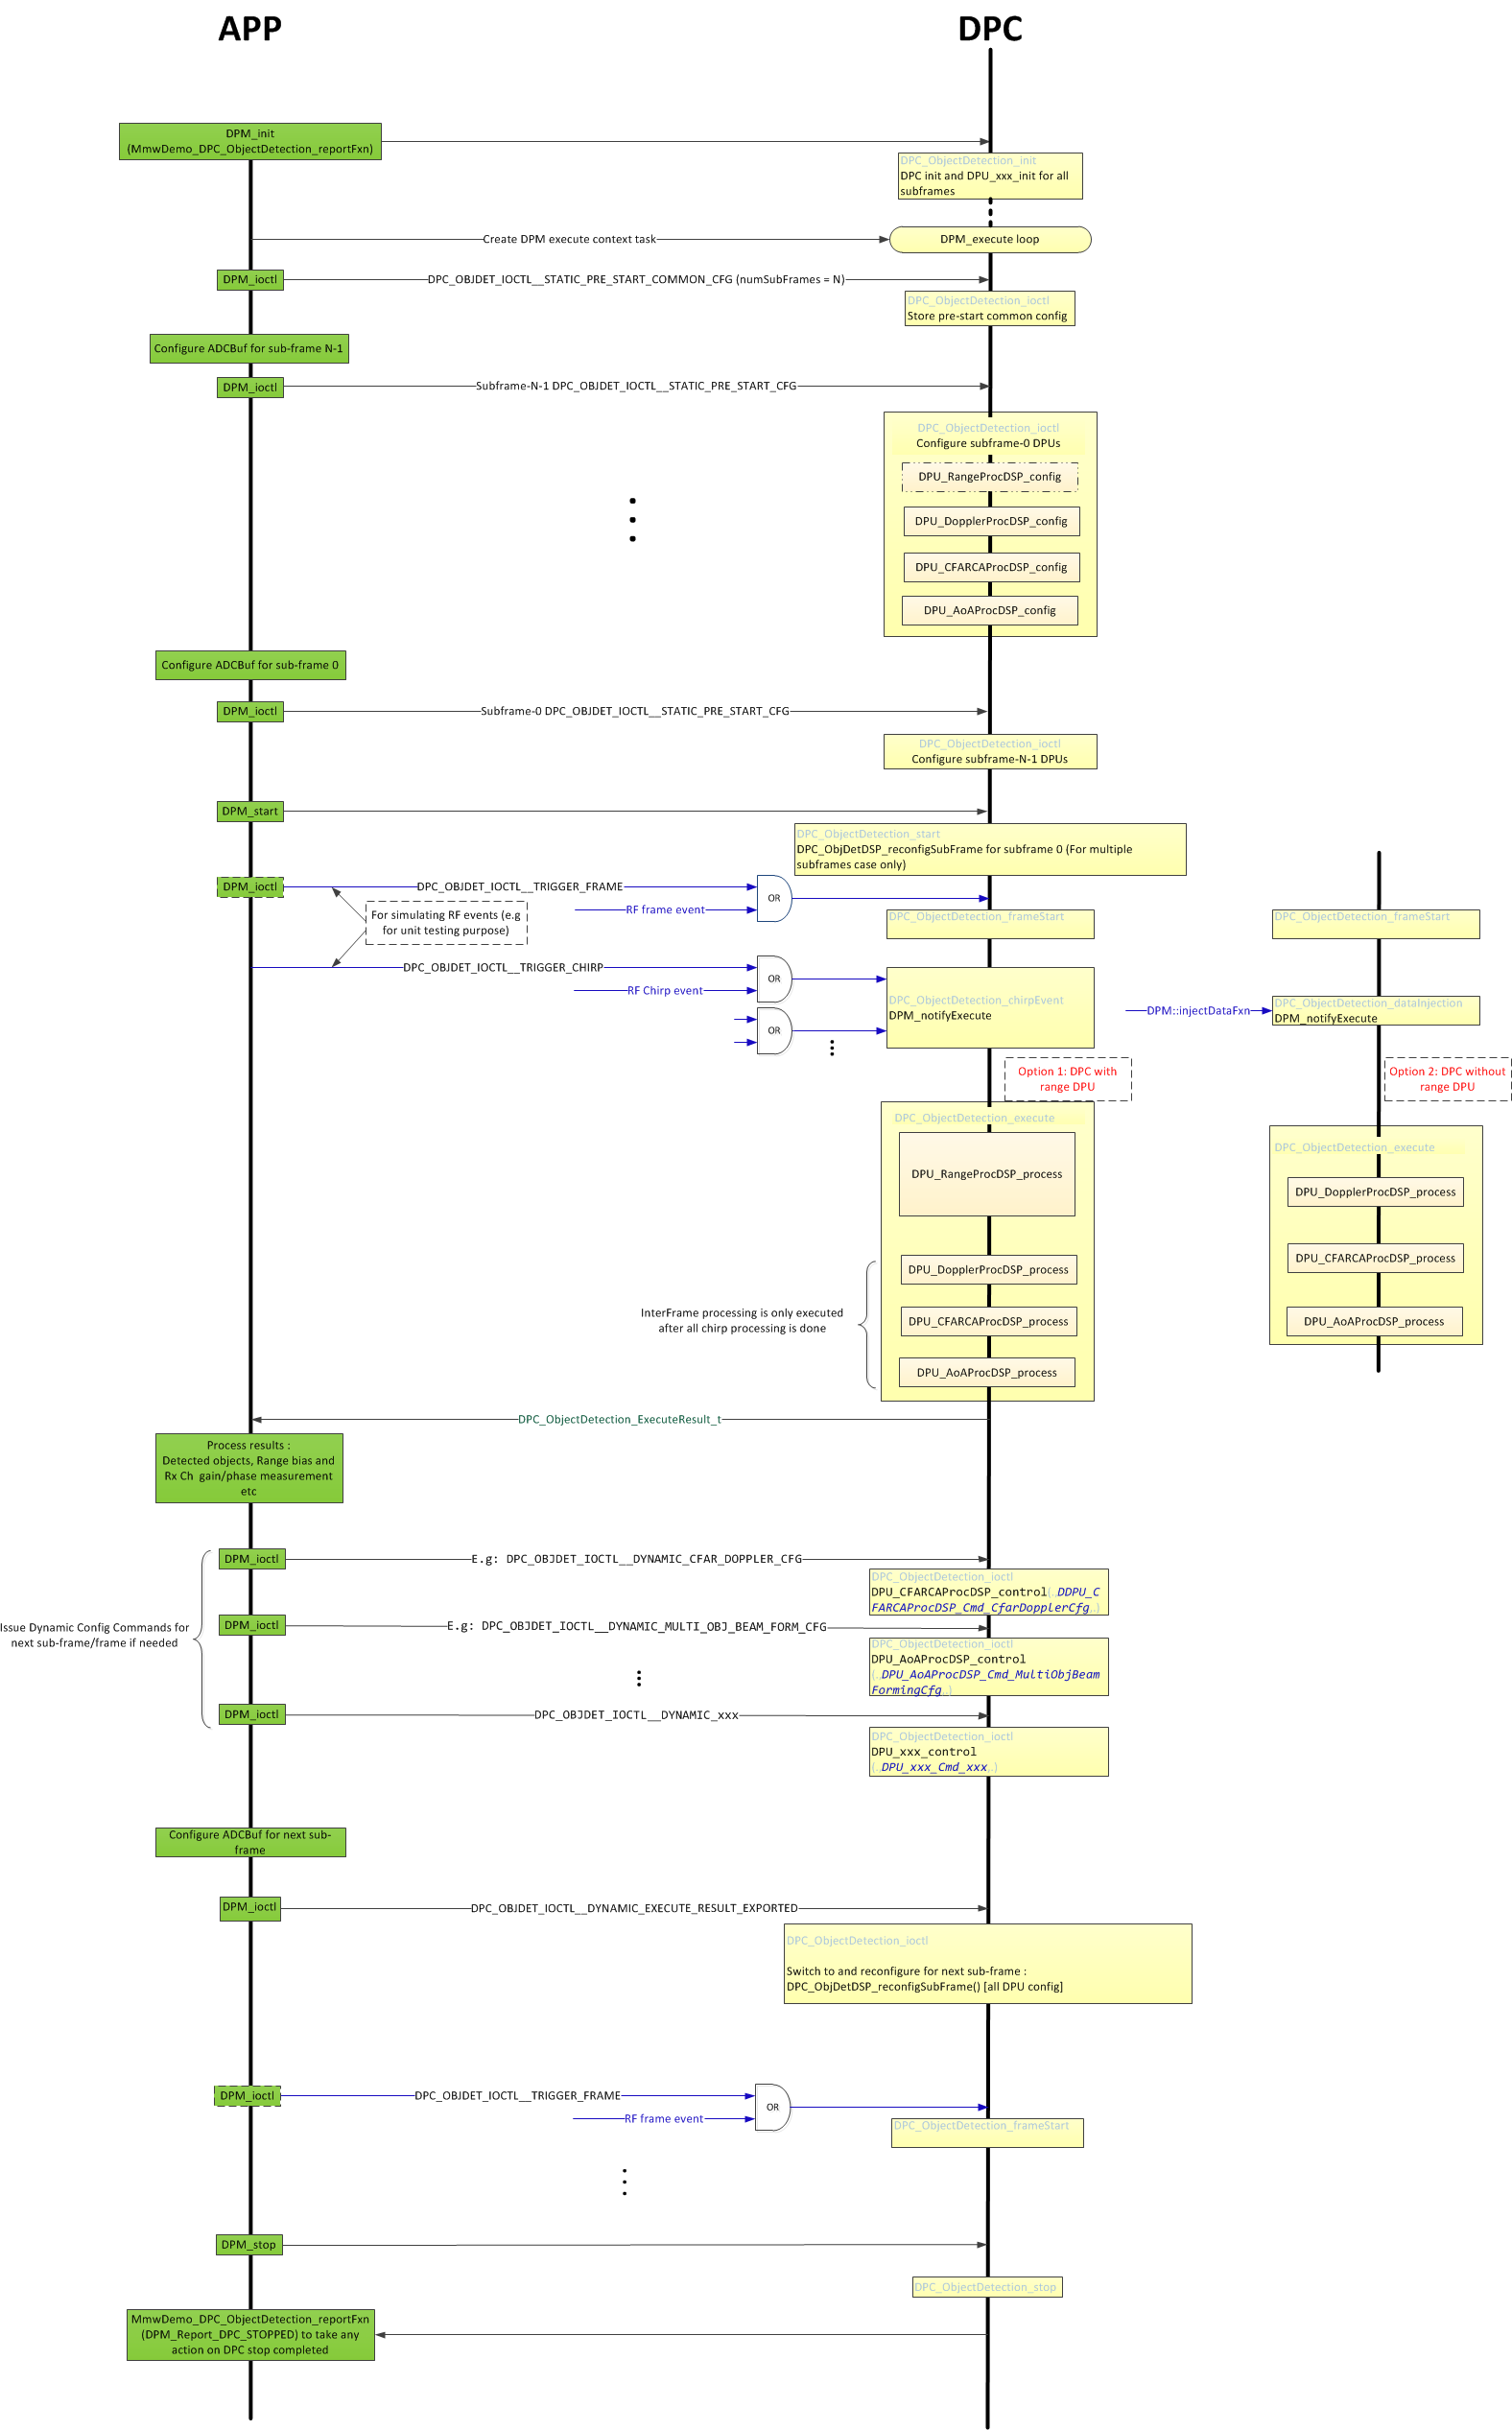 APP
DPC
DPM_init
(MmwDemo_DPC_ObjectDetection_reportFxn)
DPC_ObjectDetection_init
DPC init and DPU_xxx_init for all
subframes
Create DPM execute context task
DPM_execute loop
DPM_ioctl
DPC_OBJDET_IOCTL__STATIC_PRE_START_COMMON_CFG (numSubFrames = N)
DPC_ObjectDetection_ioctl
Store pre-start common config
Configure ADCBuf for sub-frame N-1
DPM_ioctl
Subframe-N-1 DPC_OBJDET_IOCTL__STATIC_PRE_START_CFG
DPC_ObjectDetection_ioctl
Configure subframe-0 DPUs
DPU_RangeProcDSP_config
DPU_DopplerProcDSP_config
DPU_CFARCAProcDSP_config
DPU_AoAProcDSP_config
Configure ADCBuf for sub-frame 0
DPM_ioctl
Subframe-0 DPC_OBJDET_IOCTL__STATIC_PRE_START_CFG
DPC_ObjectDetection_ioctl
Configure subframe-N-1 DPUs
DPM_start
DPC_ObjectDetection_start
DPC_ObjDetDSP_reconfigSubFrame for subframe 0 (For multiple
subframes case only)
DPM_ioctl
DPC_OBJDET_IOCTL__TRIGGER_FRAME
OR
RF frame event
For simulating RF events (e.g
for unit testing purpose)
DPC_ObjectDetection_frameStart
DPC_ObjectDetection_frameStart
DPC_OBJDET_IOCTL__TRIGGER_CHIRP
OR
RF Chirp event
DPC_ObjectDetection_chirpEvent
DPM_notifyExecute
OR
DPM::injectDataFxn
DPC_ObjectDetection_dataInjection
DPM_notifyExecute
Option 1: DPC with
range DPU
Option 2: DPC without
range DPU
DPC_ObjectDetection_execute
DPU_RangeProcDSP_process
DPU_DopplerProcDSP_process
DPU_CFARCAProcDSP_process
DPU_AoAProcDSP_process
DPC_ObjectDetection_execute
DPU_DopplerProcDSP_process
DPU_CFARCAProcDSP_process
DPU_AoAProcDSP_process
InterFrame processing is only executed
after all chirp processing is done
DPC_ObjectDetection_ExecuteResult_t
Process results :
Detected objects, Range bias and
Rx Ch gain/phase measurement
etc
Issue Dynamic Config Commands for
next sub-frame/frame if needed
DPM_ioctl
E.g: DPC_OBJDET_IOCTL__DYNAMIC_CFAR_DOPPLER_CFG
DPC_ObjectDetection_ioctl
DPU_CFARCAProcDSP_control(..DDPU_C
FARCAProcDSP_Cmd_CfarDopplerCfg..)
DPM_ioctl
E.g: DPC_OBJDET_IOCTL__DYNAMIC_MULTI_OBJ_BEAM_FORM_CFG
DPC_ObjectDetection_ioctl
DPU_AoAProcDSP_control
(..DPU_AoAProcDSP_Cmd_MultiObjBeam
FormingCfg..)
DPM_ioctl
DPC_OBJDET_IOCTL__DYNAMIC_xxx
DPC_ObjectDetection_ioctl
DPU_xxx_control
(..DPU_xxx_Cmd_xxx..)
Configure ADCBuf for next sub-
frame
DPM_ioctl
DPC_OBJDET_IOCTL__DYNAMIC_EXECUTE_RESULT_EXPORTED
DPC_ObjectDetection_ioctl
Switch to and reconfigure for next sub-frame :
DPC_ObjDetDSP_reconfigSubFrame() [all DPU config]
DPM_ioctl
DPC_OBJDET_IOCTL__TRIGGER_FRAME
OR
RF frame event
DPC_ObjectDetection_frameStart
DPM_stop
DPC_ObjectDetection_stop
MmwDemo_DPC_ObjectDetection_reportFxn
(DPM_Report_DPC_STOPPED) to take any
action on DPC stop completed